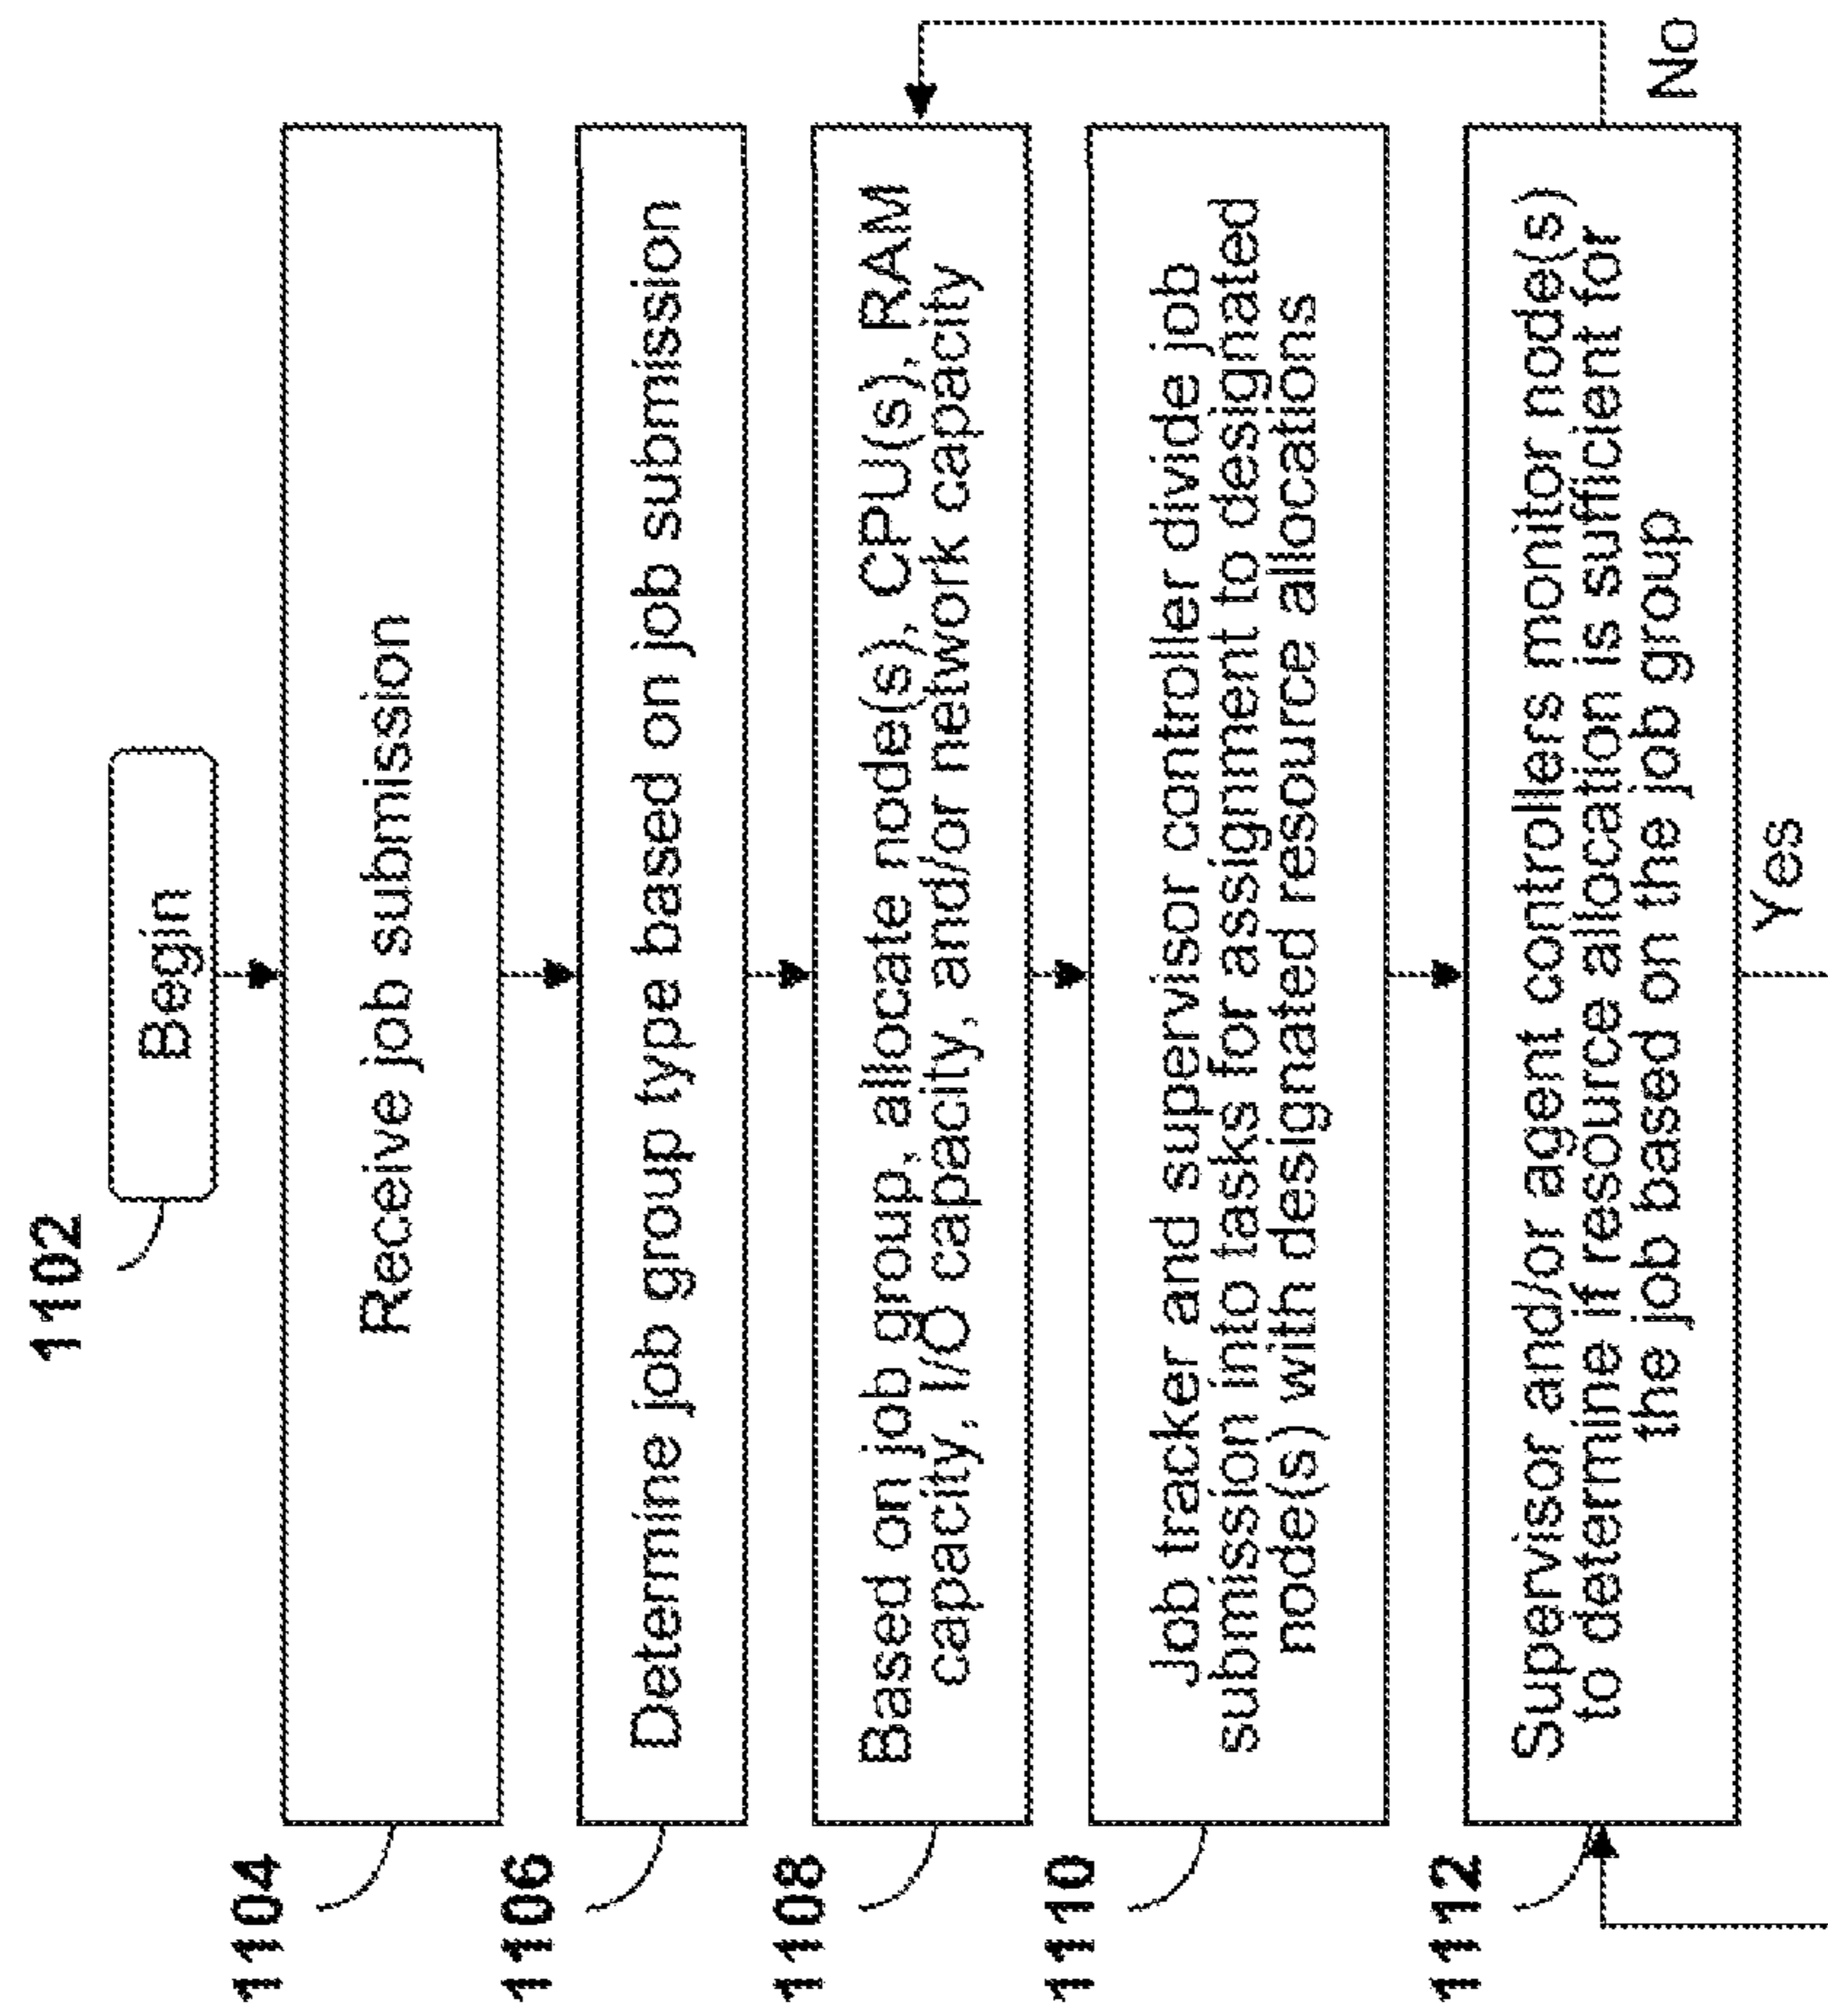 1102
Begin
1104
Receive job submission
1106
Determine job group type based on job submission
1108
Based on job group, allocate node(s), CPU(s), RAM
capacity, I/O capacity, and/or network capacity
1110
Job tracker and supervisor controller divide job
submission into tasks for assignment to designated
node(s) with designated resource allocations
1112
Supervisor and/or agent controllers monitor node(s)
to determine if resource allocation is sufficient for
the job based on the job group
No
Yes